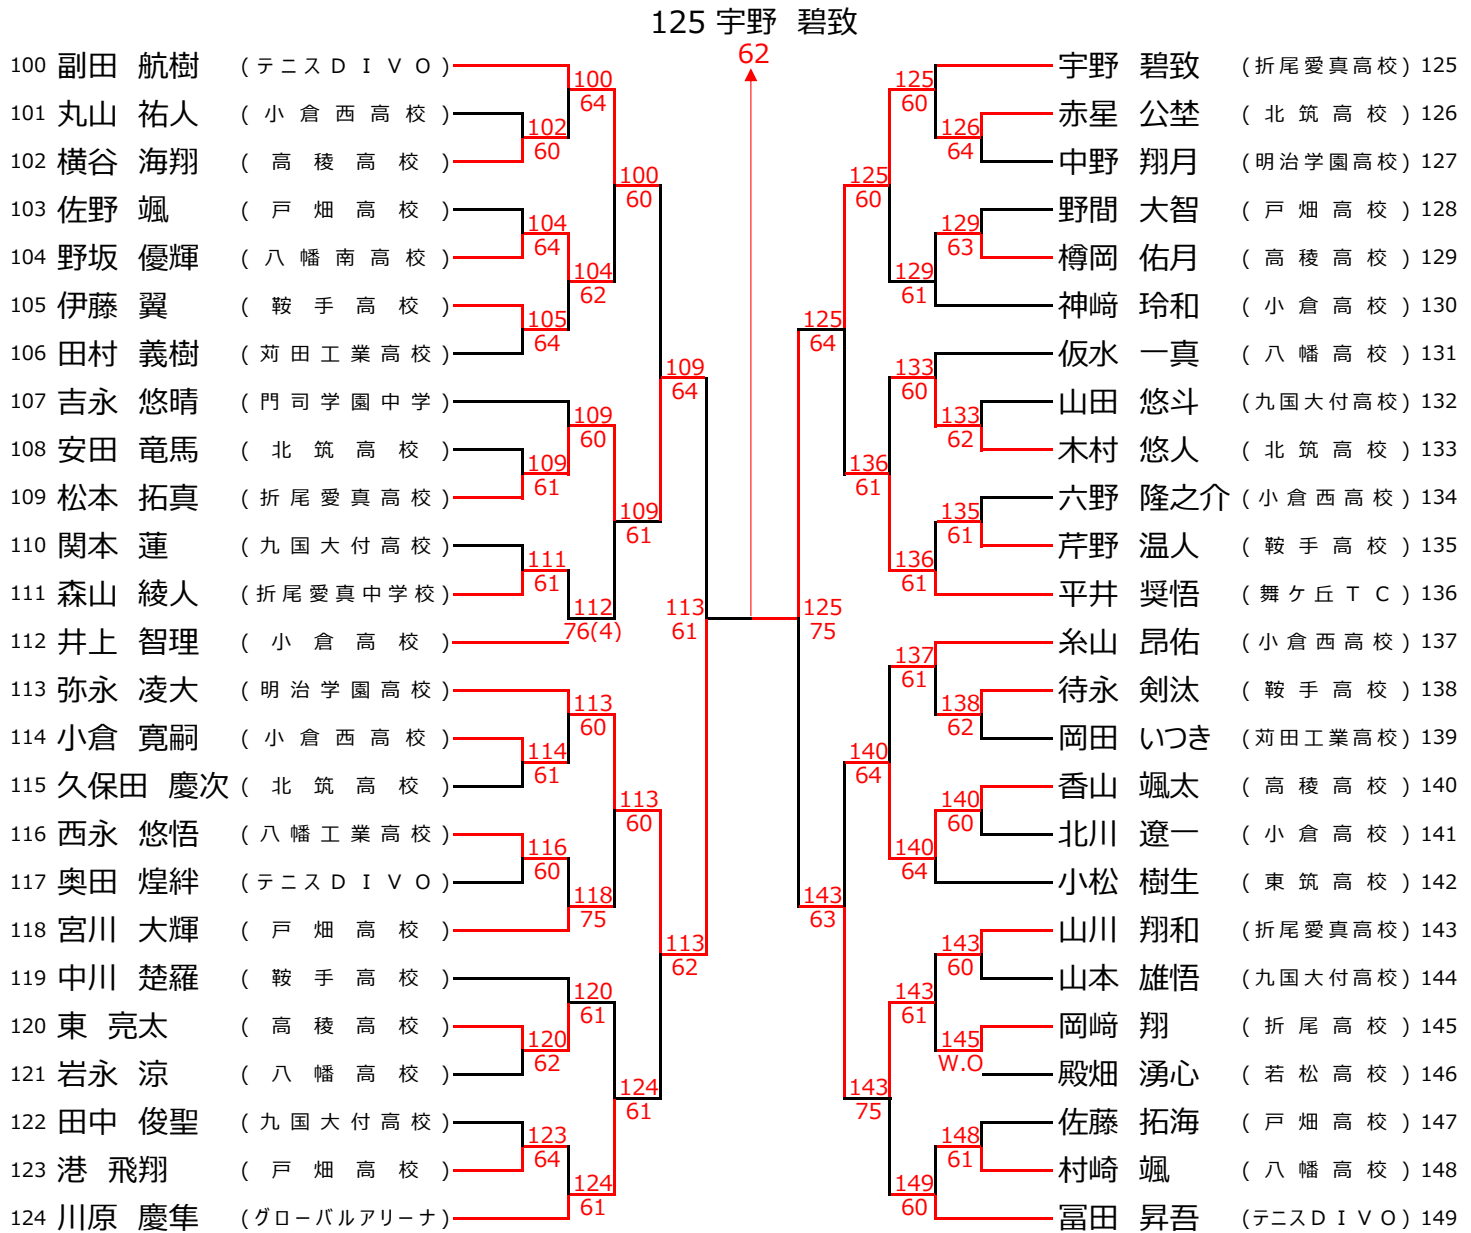 125 宇野 碧致
62
100 副田 航樹 (テニスＤＩＶＯ)
101 丸山 祐人 (小倉西高校)
102 横谷 海翔 (高稜高校)
103 佐野 颯 (戸畑高校)
104 野坂 優輝 (八幡南高校)
105 伊藤 翼 (鞍手高校)
106 田村 義樹 (苅田工業高校)
107 吉永 悠晴 (門司学園中学)
108 安田 竜馬 (北筑高校)
109 松本 拓真 (折尾愛真高校)
110 関本 蓮 (九国大付高校)
111 森山 綾人 (折尾愛真中学校)
112 井上 智理 (小倉高校)
113 弥永 凌大 (明治学園高校)
114 小倉 寛嗣 (小倉西高校)
115 久保田 慶次 (北筑高校)
116 西永 悠悟 (八幡工業高校)
117 奥田 煌絆 (テニスＤＩＶＯ)
118 宮川 大輝 (戸畑高校)
119 中川 楚羅 (鞍手高校)
120 東 亮太 (高稜高校)
121 岩永 涼 (八幡高校)
122 田中 俊聖 (九国大付高校)
123 港 飛翔 (戸畑高校)
124 川原 慶隼 (グローバルアリーナ)
102
60
104
64
105
64
109
61
111
61
114
61
116
60
120
62
123
64
100
64
104
62
109
60
112
76(4)
113
60
118
75
120
61
124
61
100
60
109
61
113
60
124
61
109
64
113
62
113
61
125
75
125
64
143
63
125
60
136
61
140
64
143
75
125
60
129
61
133
60
136
61
137
61
140
64
143
61
149
60
126
64
129
63
133
62
135
61
138
62
140
60
143
60
145
W.O
148
61
宇野 碧致 (折尾愛真高校) 125
赤星 公埜 (北筑高校) 126
中野 翔月 (明治学園高校) 127
野間 大智 (戸畑高校) 128
樽岡 佑月 (高稜高校) 129
神﨑 玲和 (小倉高校) 130
仮水 一真 (八幡高校) 131
山田 悠斗 (九国大付高校) 132
木村 悠人 (北筑高校) 133
六野 隆之介 (小倉西高校) 134
芹野 温人 (鞍手高校) 135
平井 奨悟 (舞ケ丘ＴＣ) 136
糸山 昂佑 (小倉西高校) 137
待永 剣汰 (鞍手高校) 138
岡田 いつき (苅田工業高校) 139
香山 颯太 (高稜高校) 140
北川 遼一 (小倉高校) 141
小松 樹生 (東筑高校) 142
山川 翔和 (折尾愛真高校) 143
山本 雄悟 (九国大付高校) 144
岡﨑 翔 (折尾高校) 145
殿畑 湧心 (若松高校) 146
佐藤 拓海 (戸畑高校) 147
村崎 颯 (八幡高校) 148
冨田 昇吾 (テニスＤＩＶＯ) 149